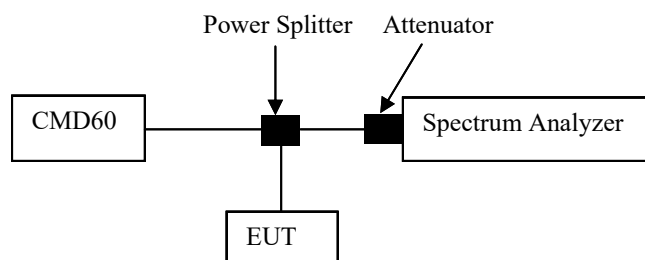 Power Splitter
Attenuator
CMD60
Spectrum Analyzer
EUT